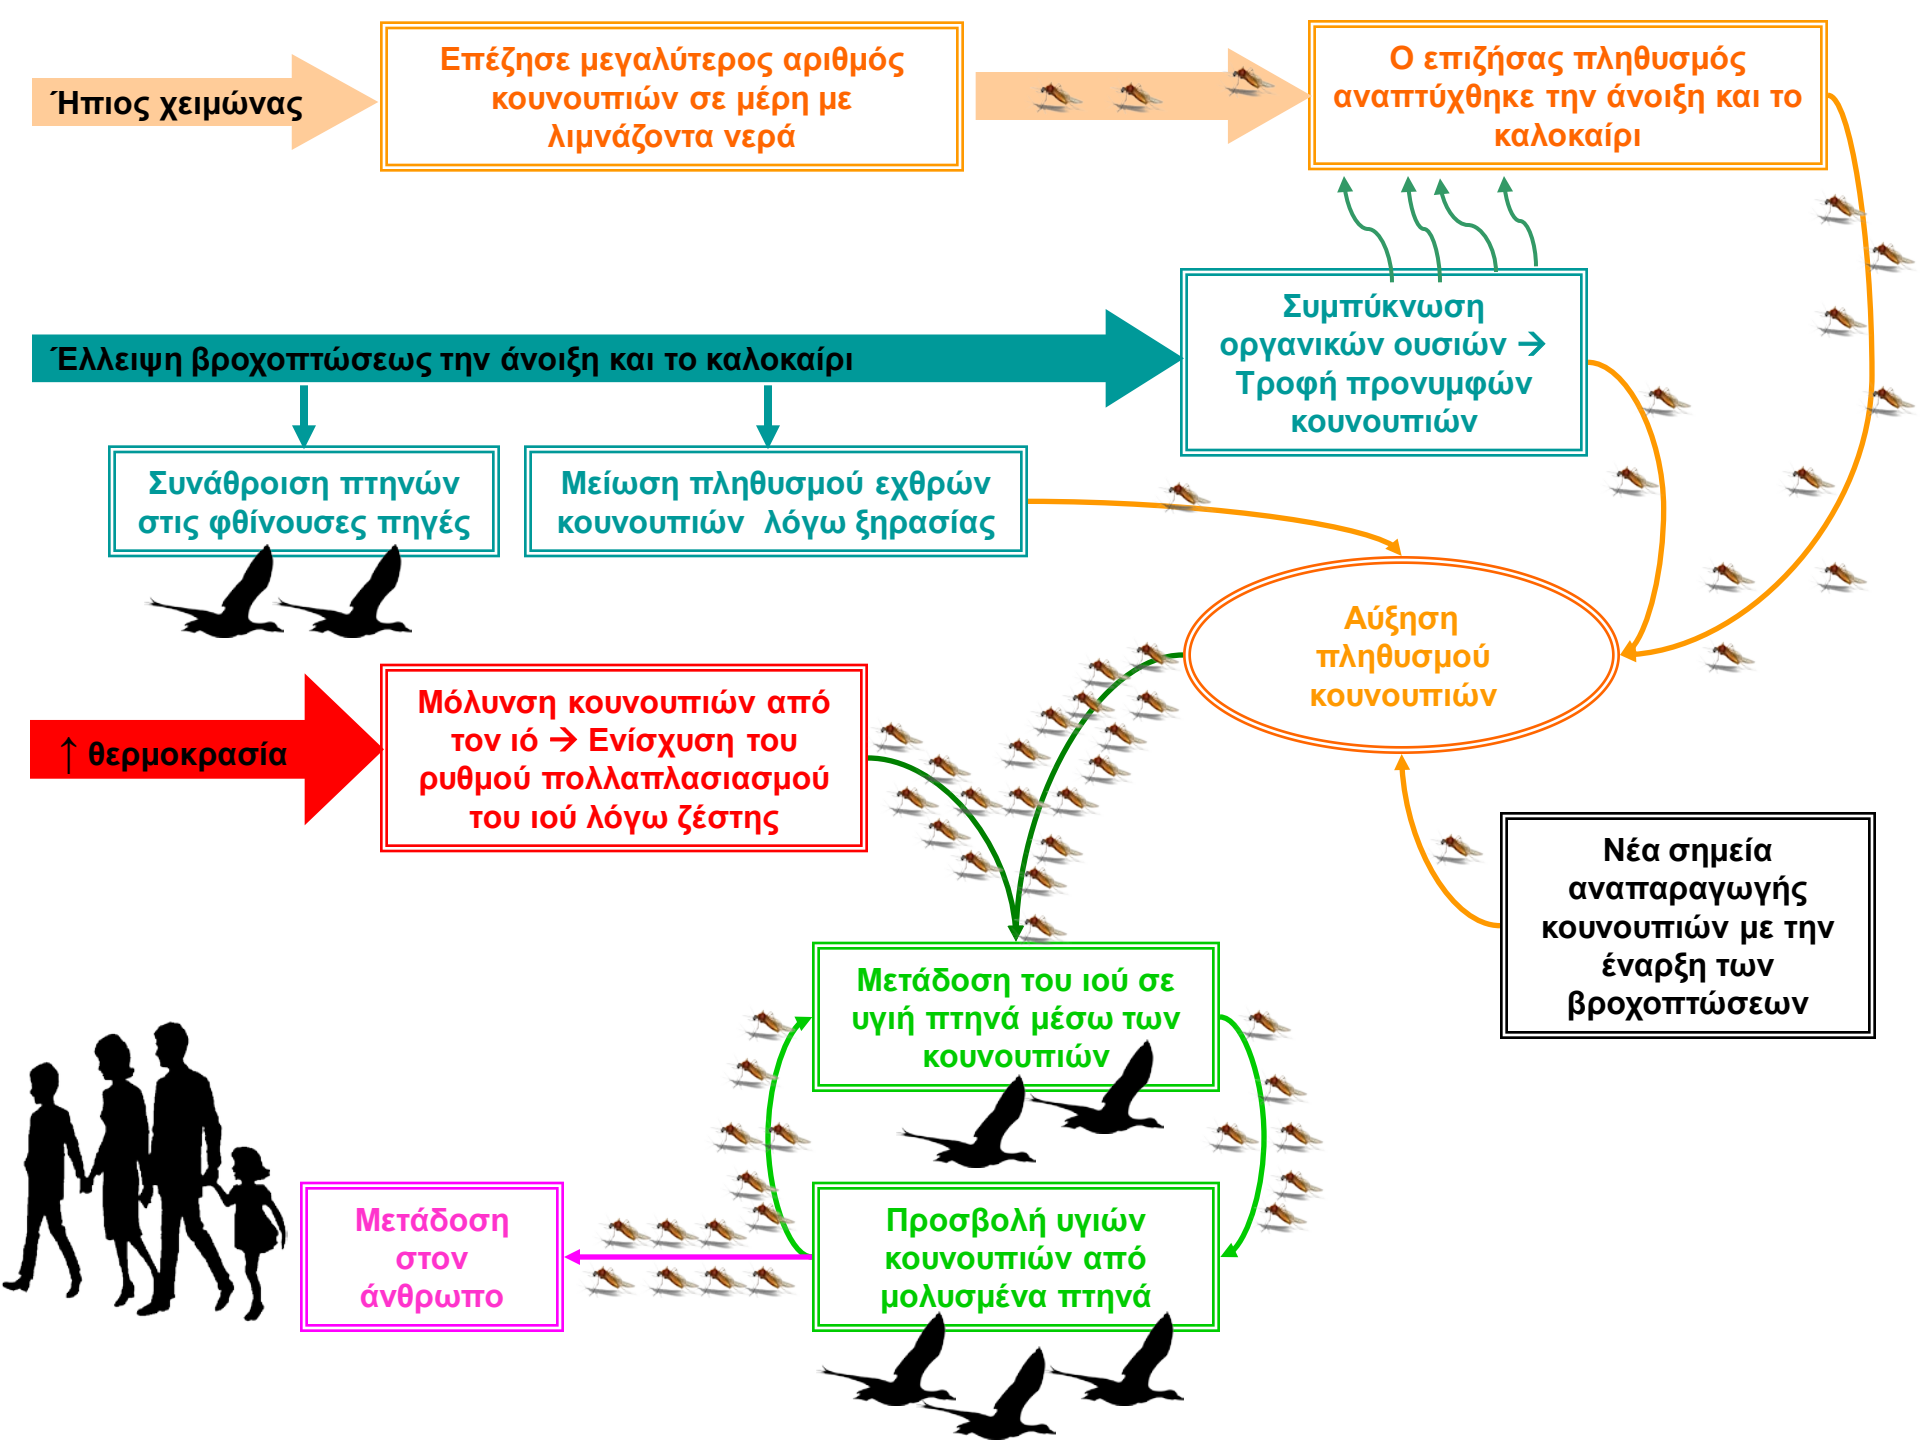 Ήπιος χειμώνας
Επέζησε μεγαλύτερος αριθμός
κουνουπιών σε μέρη με
λιμνάζοντα νερά
Ο επιζήσας πληθυσμός
αναπτύχθηκε την άνοιξη και το
καλοκαίρι
Έλλειψη βροχοπτώσεως την άνοιξη και το καλοκαίρι
Συμπύκνωση
οργανικών ουσιών →
Τροφή προνυμφών
κουνουπιών
Συνάθροιση πτηνών
στις φθίνουσες πηγές
Μείωση πληθυσμού εχθρών
κουνουπιών λόγω ξηρασίας
Αύξηση
πληθυσμού
κουνουπιών
↑ θερμοκρασία
Μόλυνση κουνουπιών από
τον ιό → Ενίσχυση του
ρυθμού πολλαπλασιασμού
του ιού λόγω ζέστης
Νέα σημεία
αναπαραγωγής
κουνουπιών με την
έναρξη των
βροχοπτώσεων
Μετάδοση του ιού σε
υγιή πτηνά μέσω των
κουνουπιών
Μετάδοση
στον
άνθρωπο
Προσβολή υγιών
κουνουπιών από
μολυσμένα πτηνά